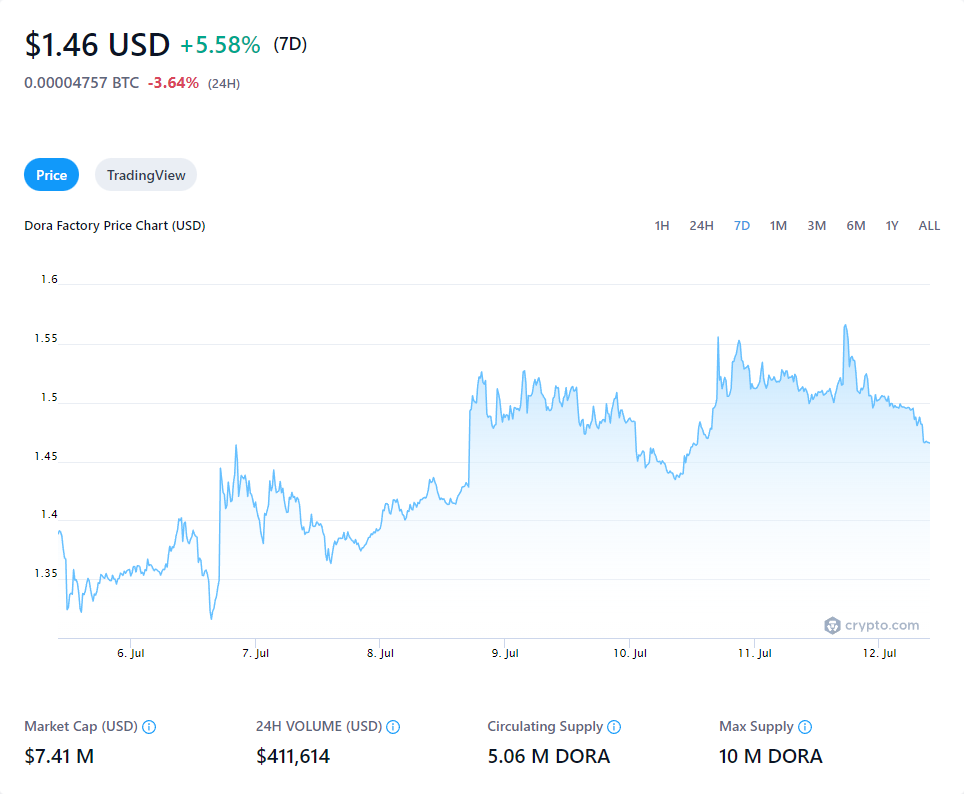 $1.46 USD +5.58% (7D)
0.00004757 BTC -3.64% (24H)
Price TradingView
Dora Factory Price Chart (USD) 1H 24H 7D 1M 3M 6M 1Y ALL
1.6
1.55
1.5
1.45
1.4
1.35
crypto.com
6. Jul 7. Jul 8. Jul 9. Jul 10. Jul 11. Jul 12. Jul
Market Cap (USD) 24H VOLUME (USD) Circulating Supply Max Supply
$7.41 M $411,614 5.06 M DORA 10 M DORA